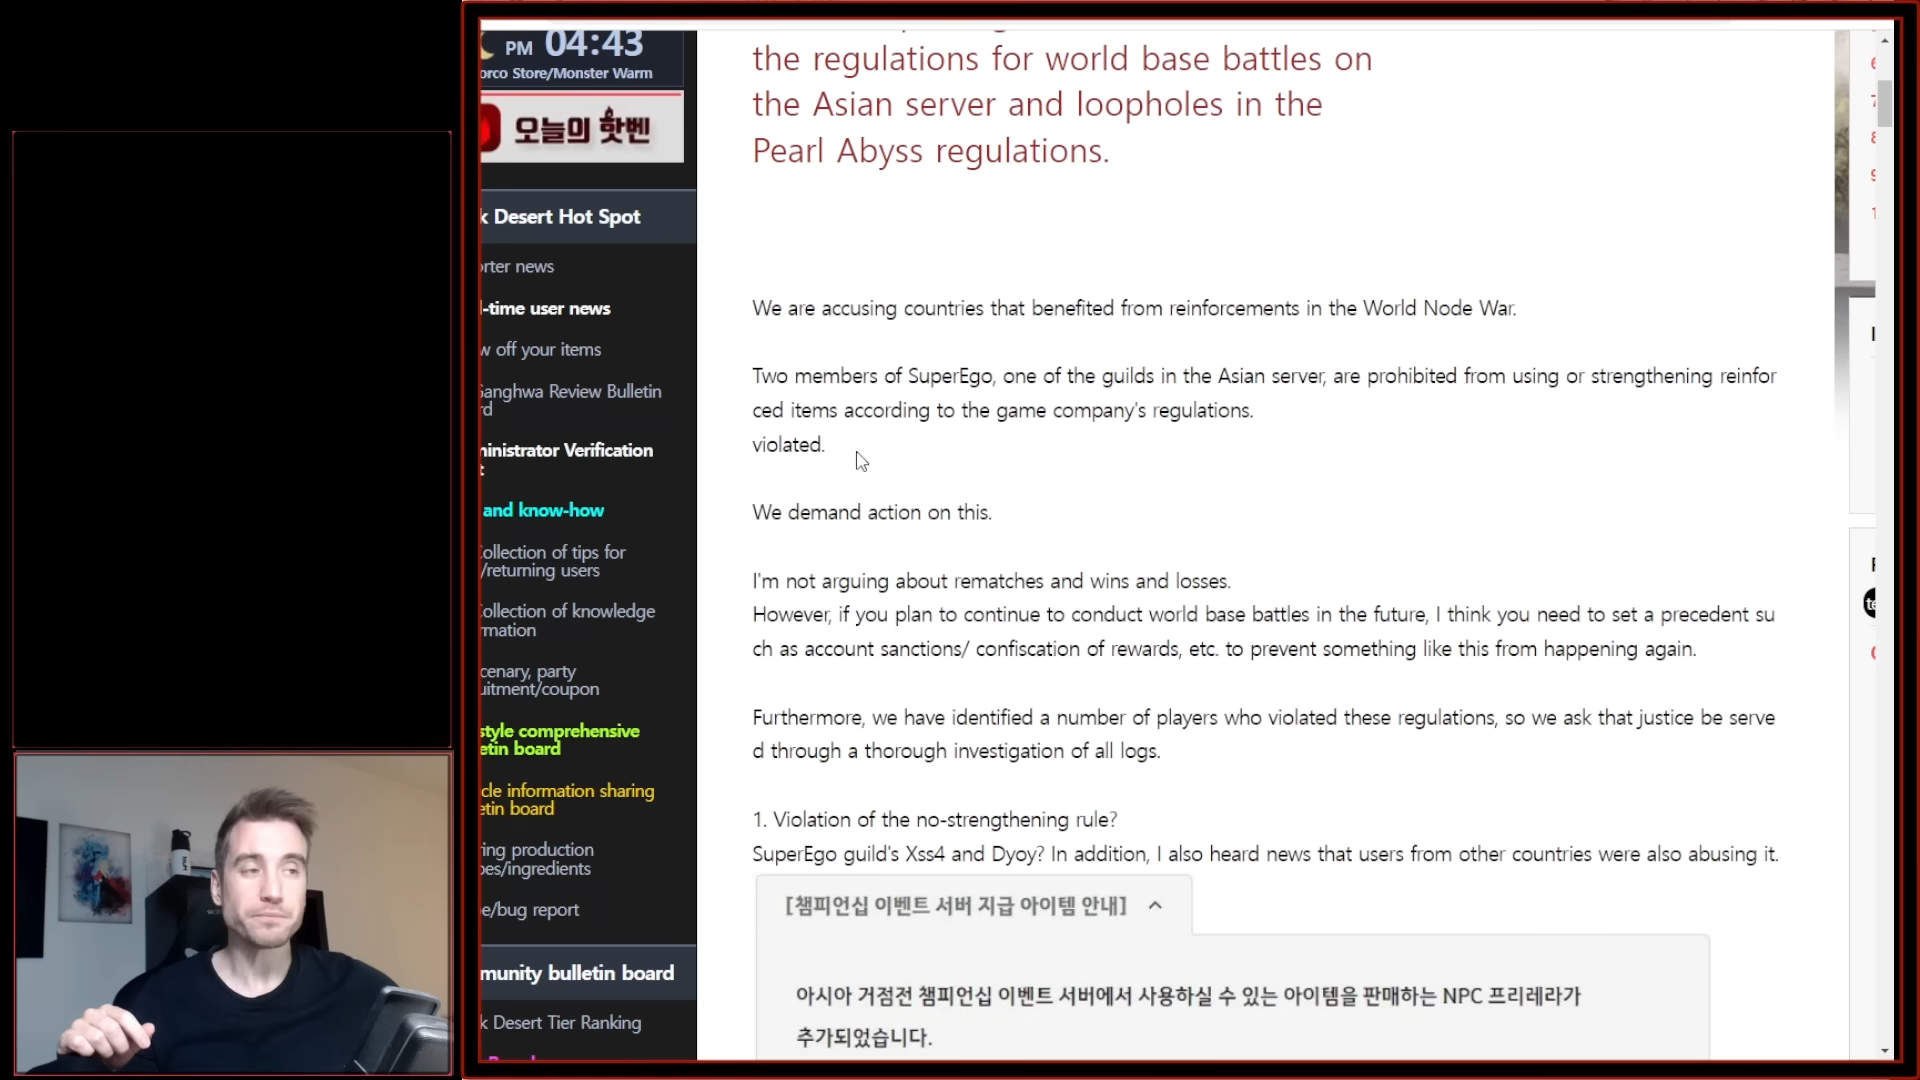 PM 04:43
orco Store/Monster Warm
오늘의 핫벤
k Desert Hot Spot
orter news
l-time user news
w off your items
Ganghwa Review Bulletin
rd
ninistrator Verification
t
and know-how
Collection of tips for
/returning users
Collection of knowledge
rmation
cenary, party
uitment/coupon
style comprehensive
etin board
cle information sharing
etin board
ring production
pes/ingredients
e/bug report
munity bulletin board
k Desert Tier Ranking
the regulations for world base battles on
the Asian server and loopholes in the
Pearl Abyss regulations.
We are accusing countries that benefited from reinforcements in the World Node War.
Two members of SuperEgo, one of the guilds in the Asian server, are prohibited from using or strengthening reinfor
ced items according to the game company's regulations.
violated.
We demand action on this.
I'm not arguing about rematches and wins and losses.
However, if you plan to continue to conduct world base battles in the future, I think you need to set a precedent su
ch as account sanctions/ confiscation of rewards, etc. to prevent something like this from happening again.
Furthermore, we have identified a number of players who violated these regulations, so we ask that justice be serve
d through a thorough investigation of all logs.
1. Violation of the no-strengthening rule?
SuperEgo guild's Xss4 and Dyoy? In addition, I also heard news that users from other countries were also abusing it.
[챔피언십 이벤트 서버 지급 아이템 안내]
아시아 거점전 챔피언십 이벤트 서버에서 사용하실 수 있는 아이템을 판매하는 NPC 프리레라가
추가되었습니다.
6
7
8
9
1
te